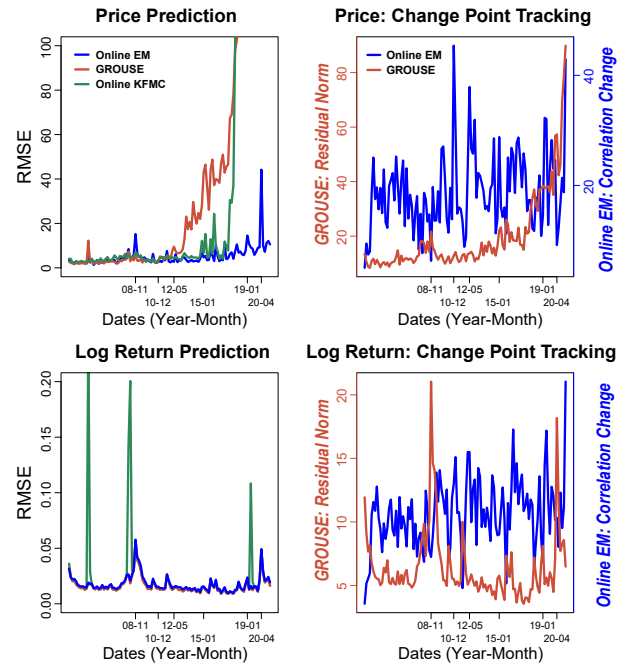 Price Prediction
Price: Change Point Tracking
RMSE
0
20
40
60
80
100
Online EM
GROUSE
Online KFMC
08-11
12-05
19-01
10-12
15-01
20-04
Dates (Year-Month)
GROUSE: Residual Norm
20
40
60
80
Online EM
GROUSE
20
40
Online EM: Correlation Change
08-11
12-05
19-01
10-12
15-01
20-04
Dates (Year-Month)
Log Return Prediction
Log Return: Change Point Tracking
RMSE
0.00
0.05
0.10
0.15
0.20
08-11
19-01
10-12
15-01
20-04
Dates (Year-Month)
GROUSE: Residual Norm
5
10
15
20
Online EM: Correlation Change
08-11
12-05
19-01
10-12
15-01
20-04
Dates (Year-Month)